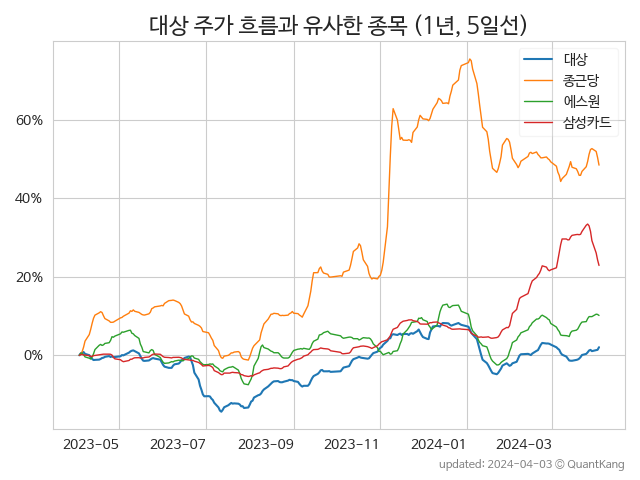 대상 주가 흐름과 유사한 종목 (1년, 5일선)
대상
종근당
에스원
삼성카드
60%
40%
20%
0%
2023-05 2023-07 2023-09 2023-11 2024-01 2024-03
updated: 2024-04-03 © QuantKang